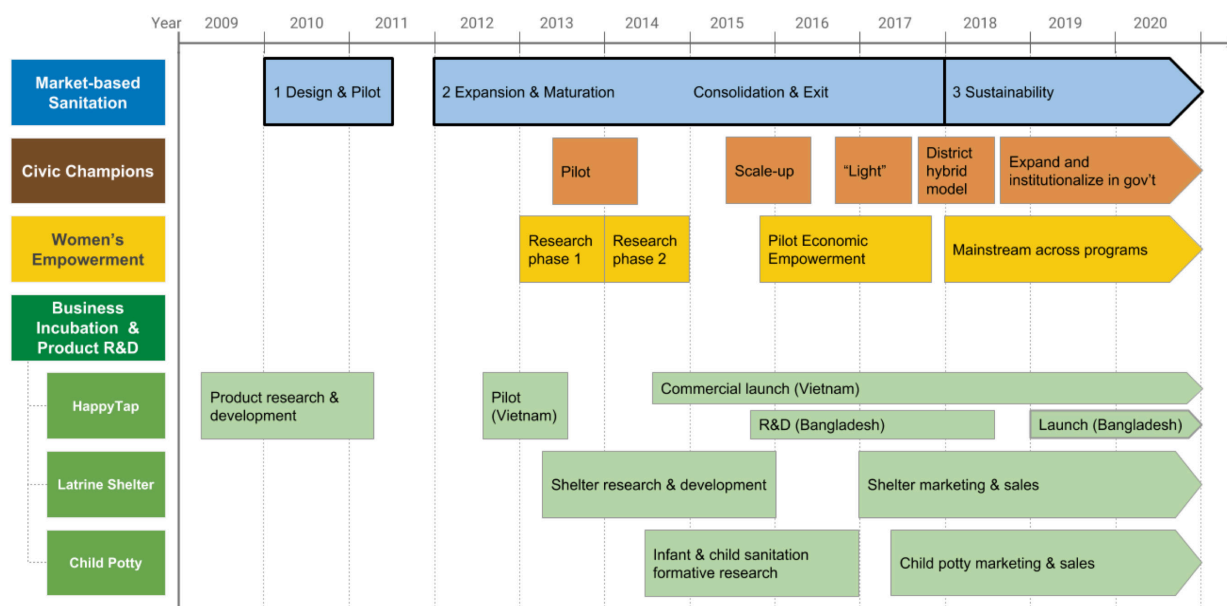 Year 2009 2010 2011 2012 2013 2014 2015 2016 2017 2018 2019 2020
Market-based
Sanitation
1 Design & Pilot
2 Expansion & Maturation
Consolidation & Exit
3 Sustainability
Civic Champions
Pilot
Scale-up
“Light”
District
hybrid
model
Expand and
institutionalize in gov’t
Women’s
Empowerment
Research
phase 1
Research
phase 2
Pilot Economic
Empowerment
Mainstream across programs
Business
Incubation &
Product R&D
HappyTap
Product research &
development
Pilot
(Vietnam)
Commercial launch (Vietnam)
R&D (Bangladesh)
Launch (Bangladesh)
Latrine Shelter
Shelter research & development
Shelter marketing & sales
Child Potty
Infant & child sanitation
formative research
Child potty marketing & sales